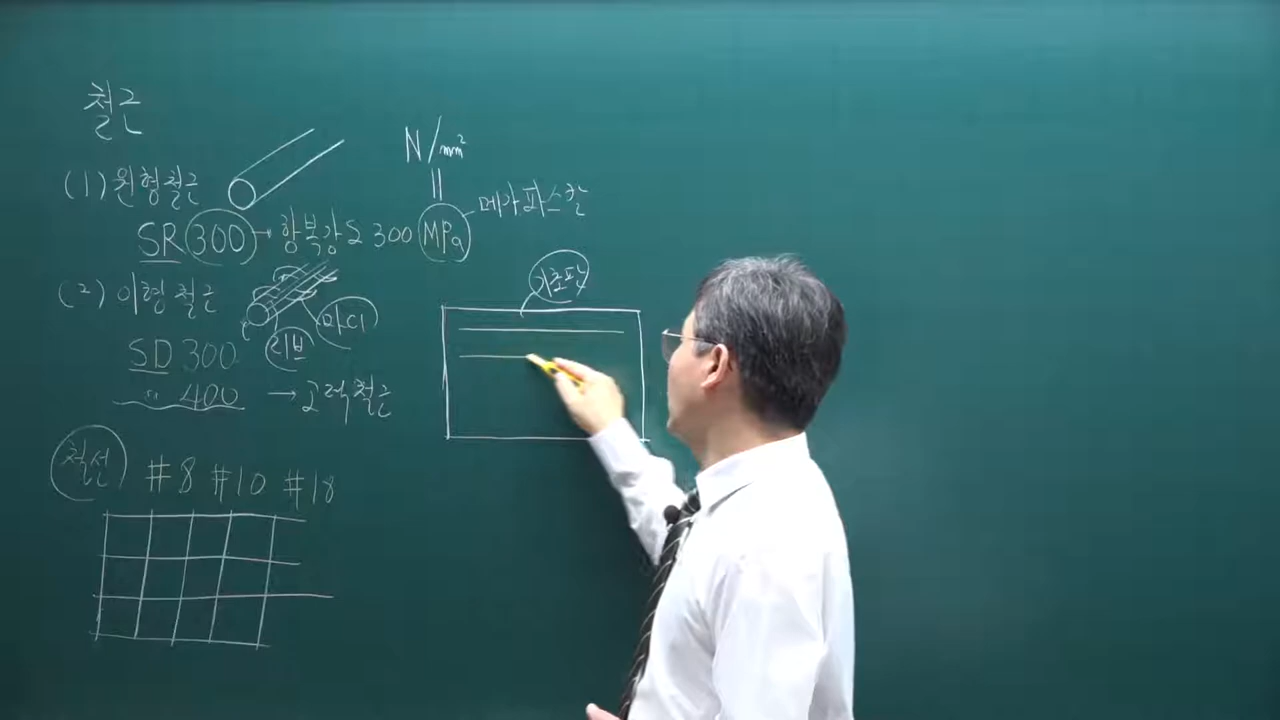 철근
(1) 원형철근
N/mm²
||
메가파스칼
SR 300 → 항복강도 300 MPa
(2) 이형철근
기초판
마디
리브
SD 300
" 400 → 고력철근
철선 #8 #10 #18